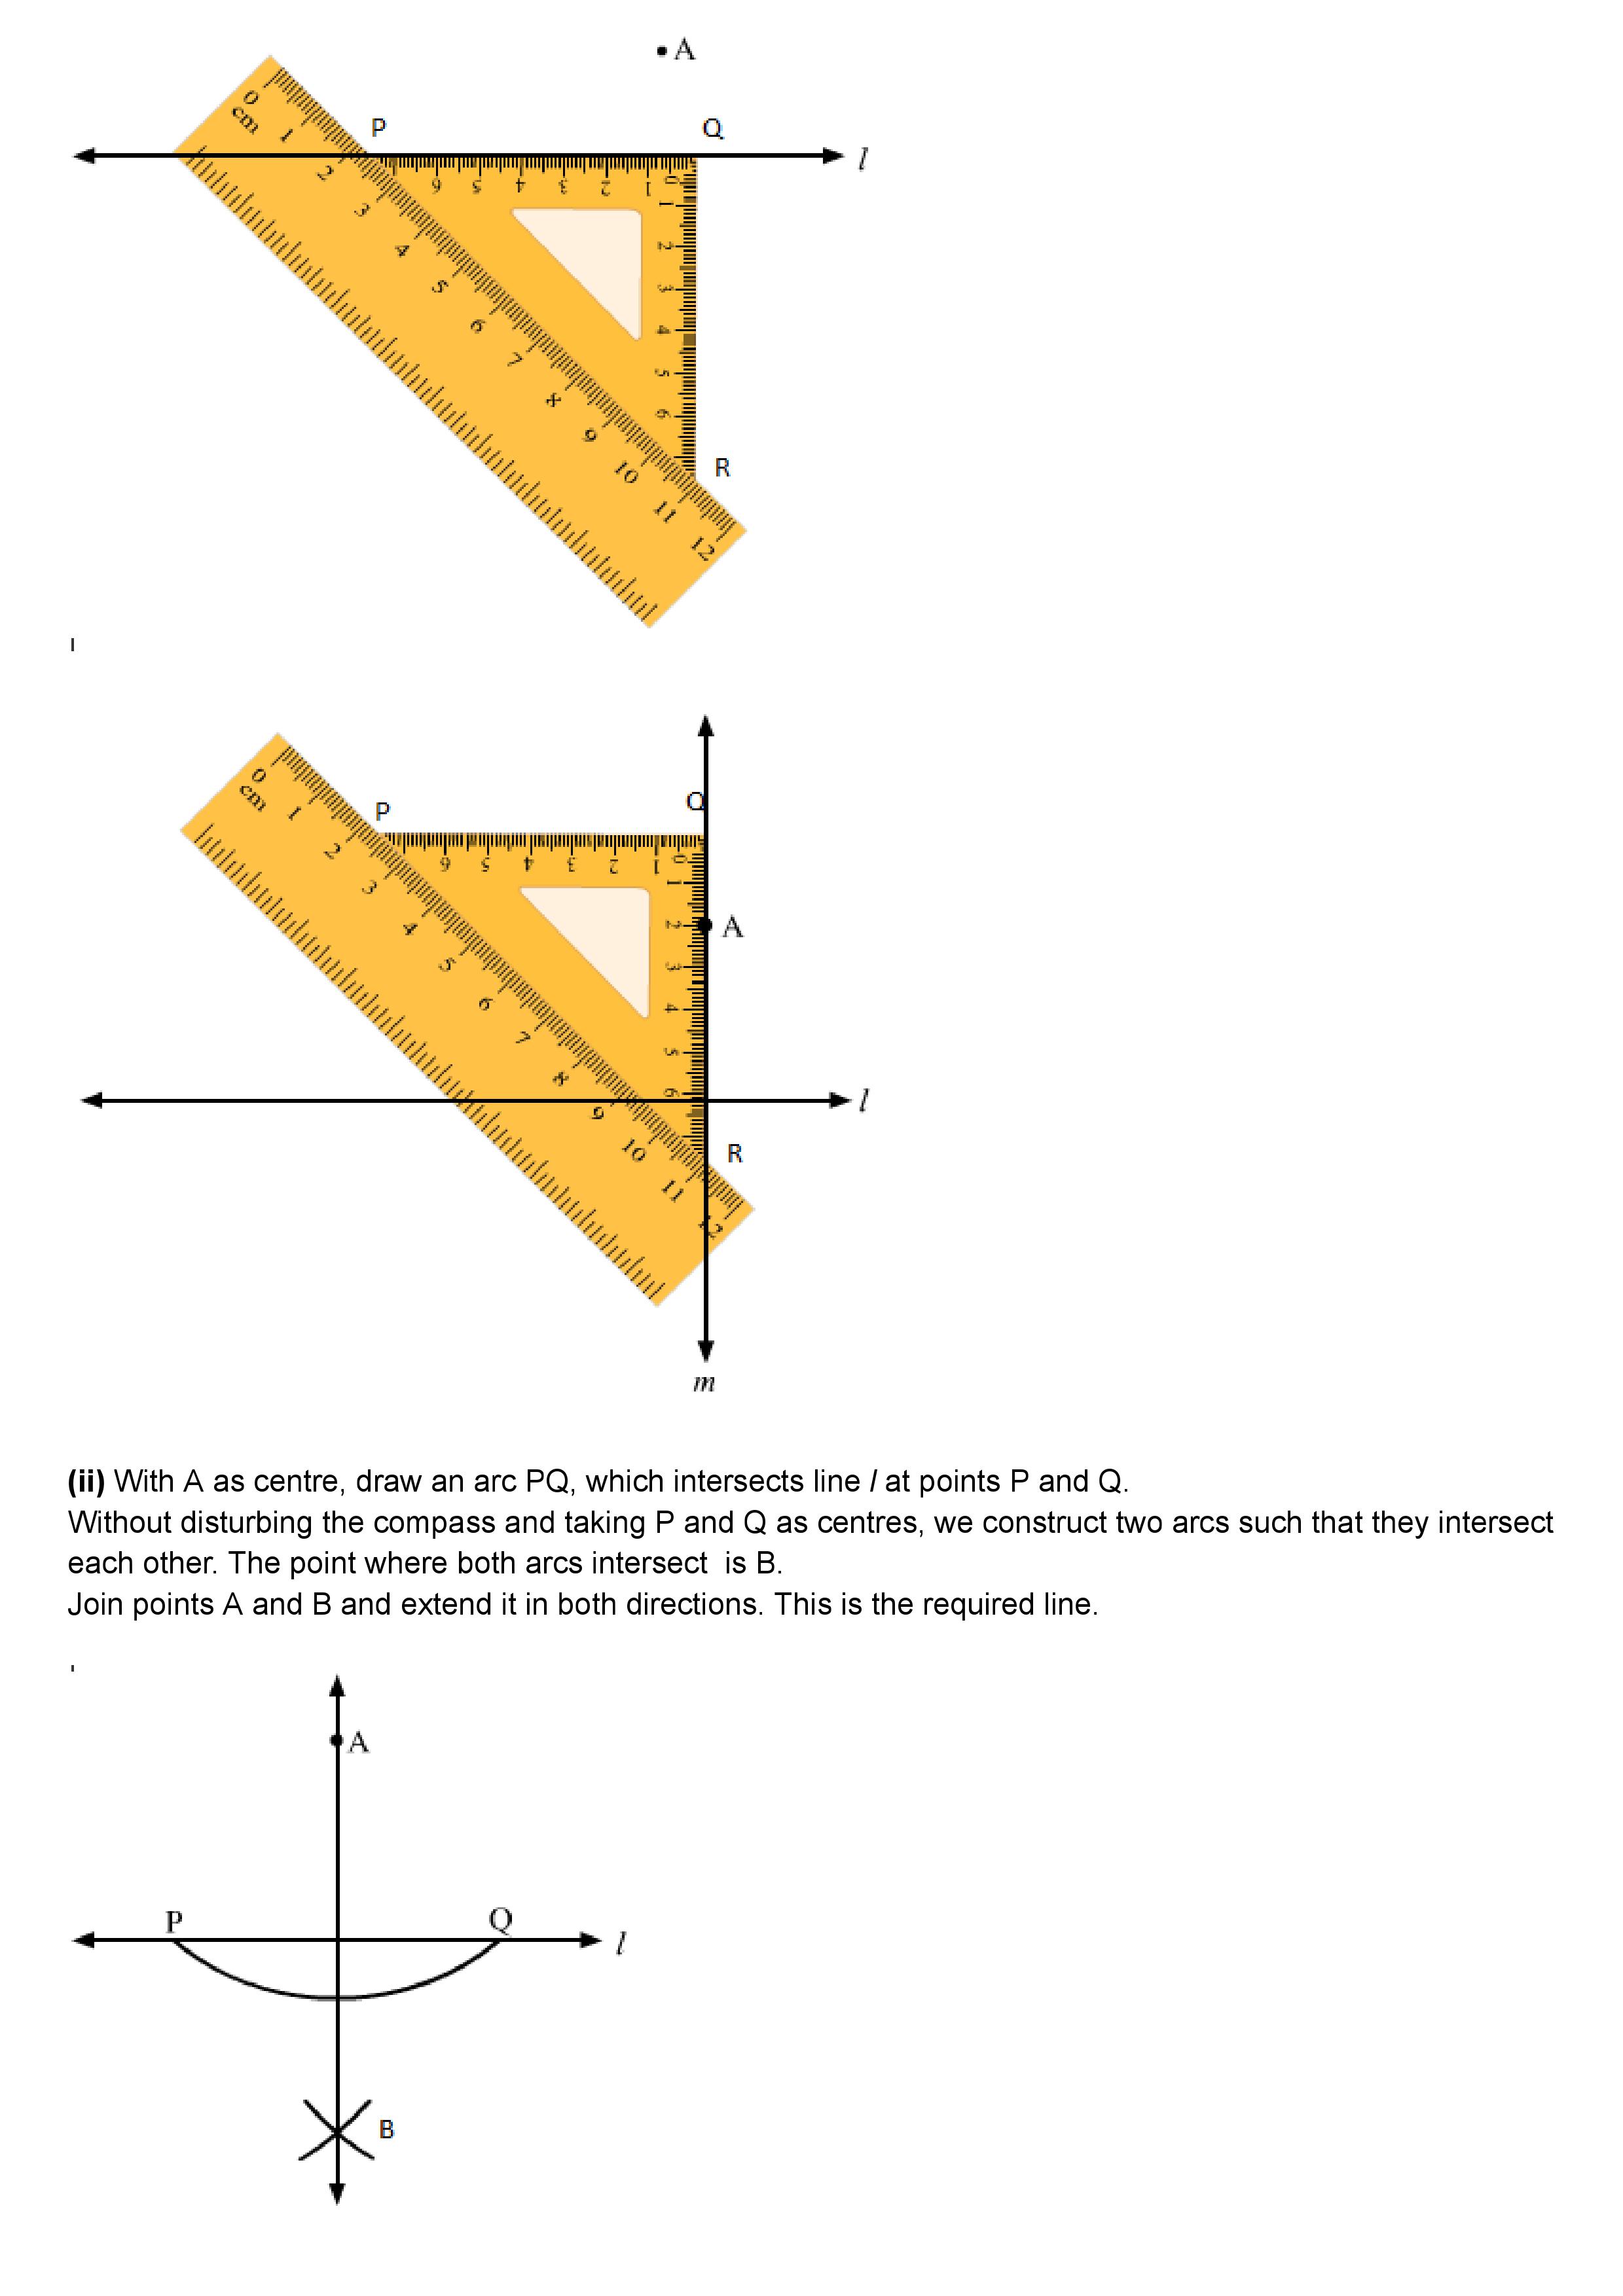 A
P Q
l
0 cm 1 2 3 4 5 6 7 8 9 10 11 12
6 5 4 3 2 1 0
1 2 3 4 5 6
R
0 cm 1 2 3 4 5 6 7 8 9 10 11 12
P Q
6 5 4 3 2 1 0
1 2 3 4 5 6
A
l
R
m
(ii) With A as centre, draw an arc PQ, which intersects line l at points P and Q.
Without disturbing the compass and taking P and Q as centres, we construct two arcs such that they intersect
each other. The point where both arcs intersect is B.
Join points A and B and extend it in both directions. This is the required line.
A
P Q
l
B